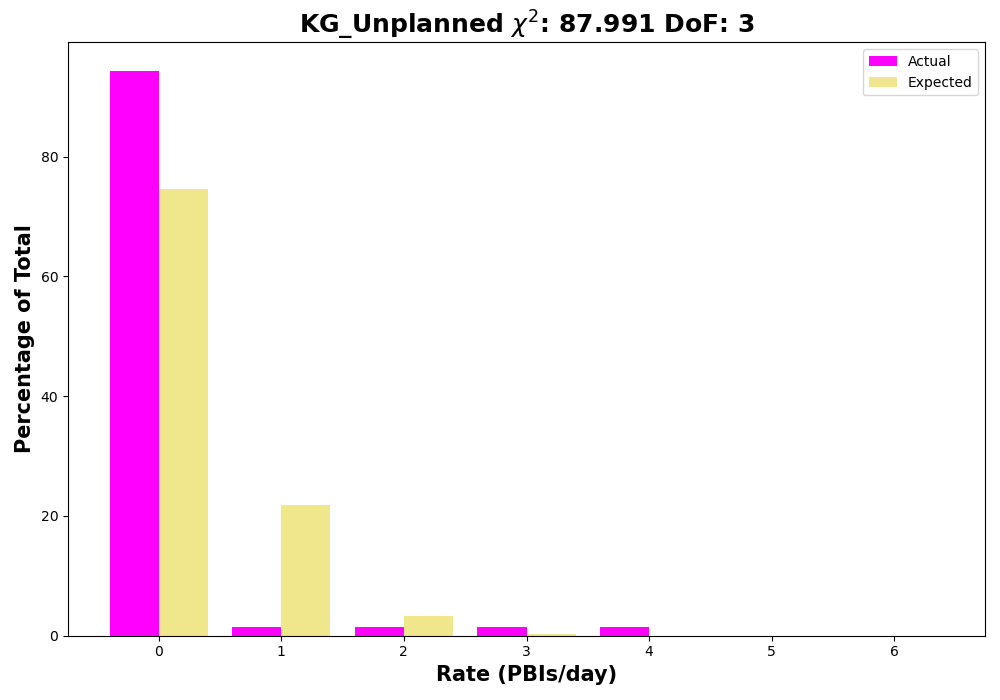 KG_Unplanned χ²: 87.991 DoF: 3
Actual
Expected
Percentage of Total
80
60
40
20
0
0 1 2 3 4 5 6
Rate (PBIs/day)